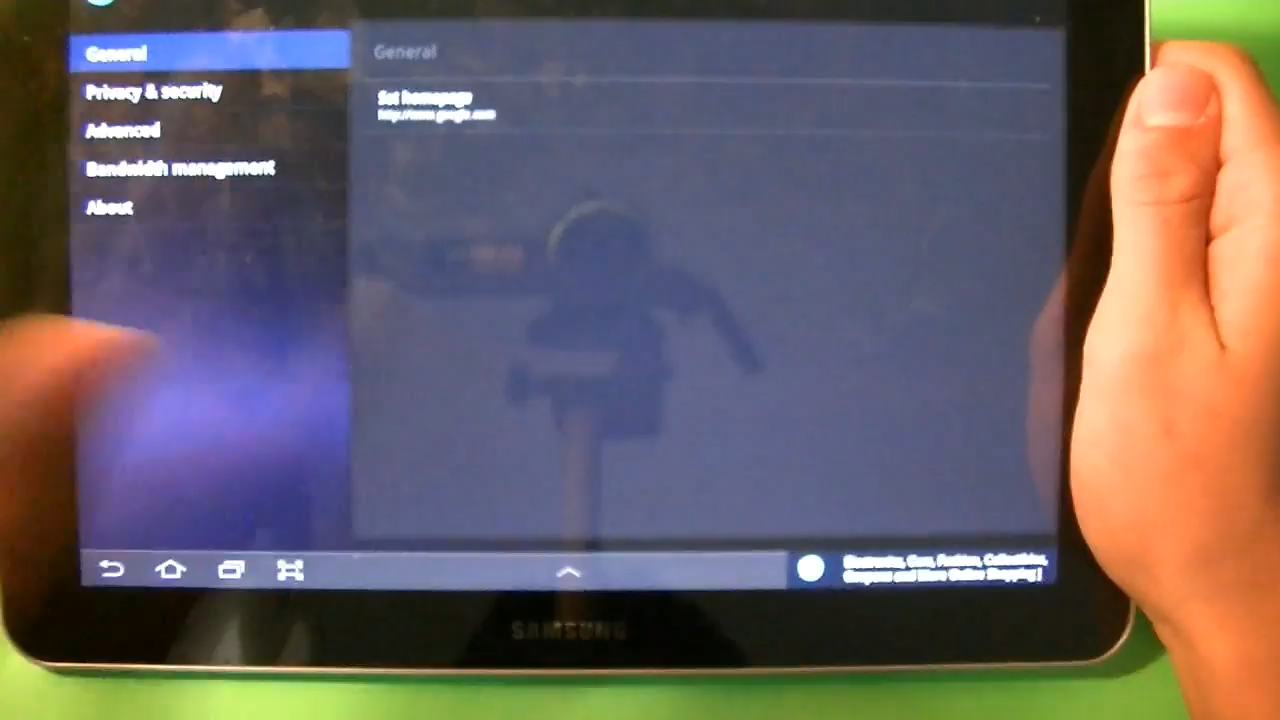 General
Privacy & security
Advanced
Bandwidth management
About
General
Set homepage
http://www.google.com
Electronics, Cars, Fashion, Collectibles,
Coupons and More Online Shopping |
SAMSUNG